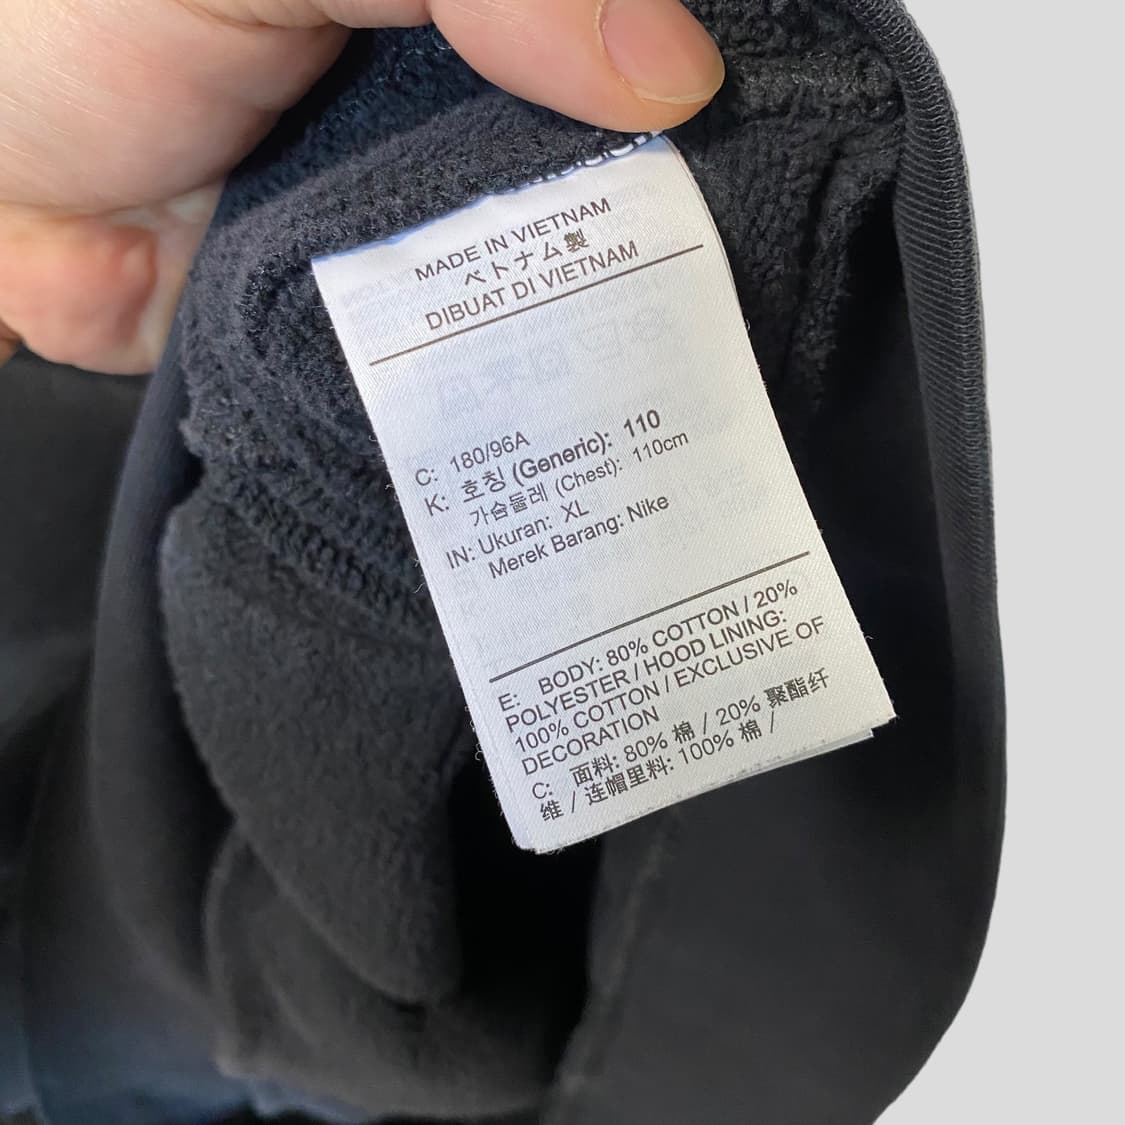 MADE IN VIETNAM
ベトナム製
DIBUAT DI VIETNAM
C: 180/96A
K: 호칭 (Generic): 110
가슴둘레 (Chest): 110cm
IN: Ukuran: XL
Merek Barang: Nike
E: BODY: 80% COTTON / 20%
POLYESTER / HOOD LINING:
100% COTTON / EXCLUSIVE OF
DECORATION
C: 面料: 80% 棉 / 20% 聚酯纤
维 / 连帽里料: 100% 棉 /